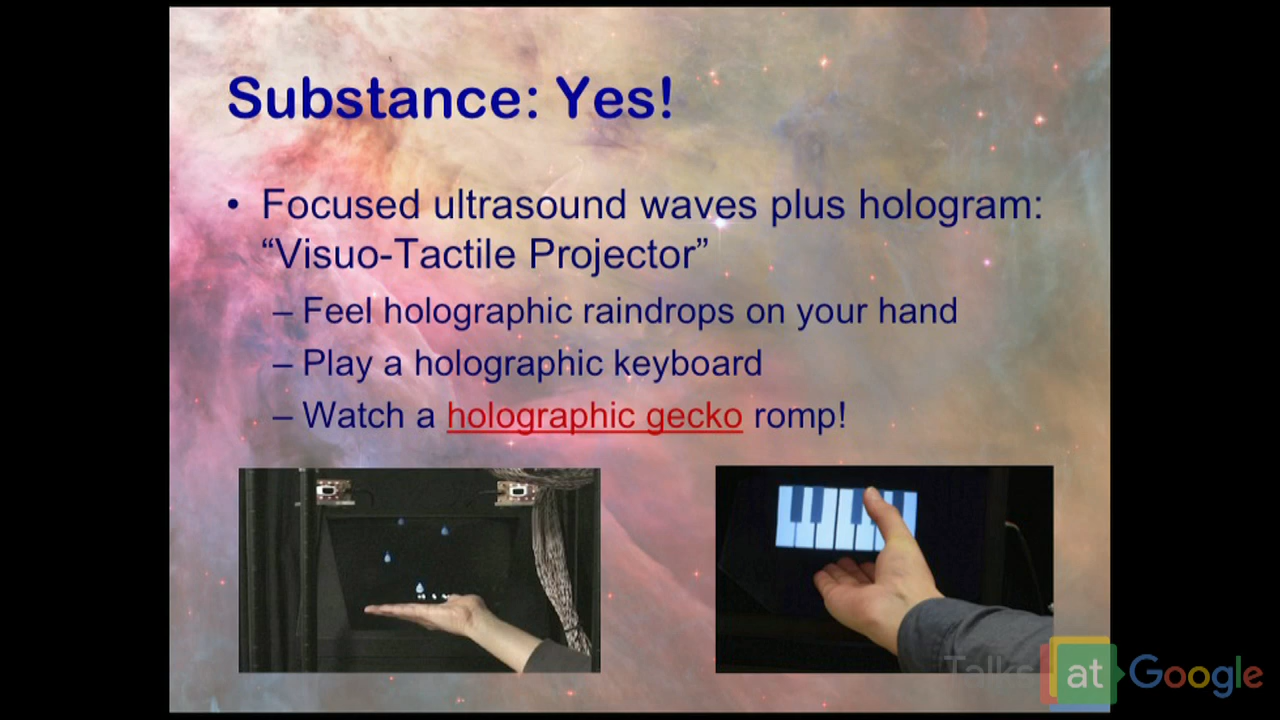 Substance: Yes!
• Focused ultrasound waves plus hologram:
“Visuo-Tactile Projector”
– Feel holographic raindrops on your hand
– Play a holographic keyboard
– Watch a holographic gecko romp!
Talks at Google